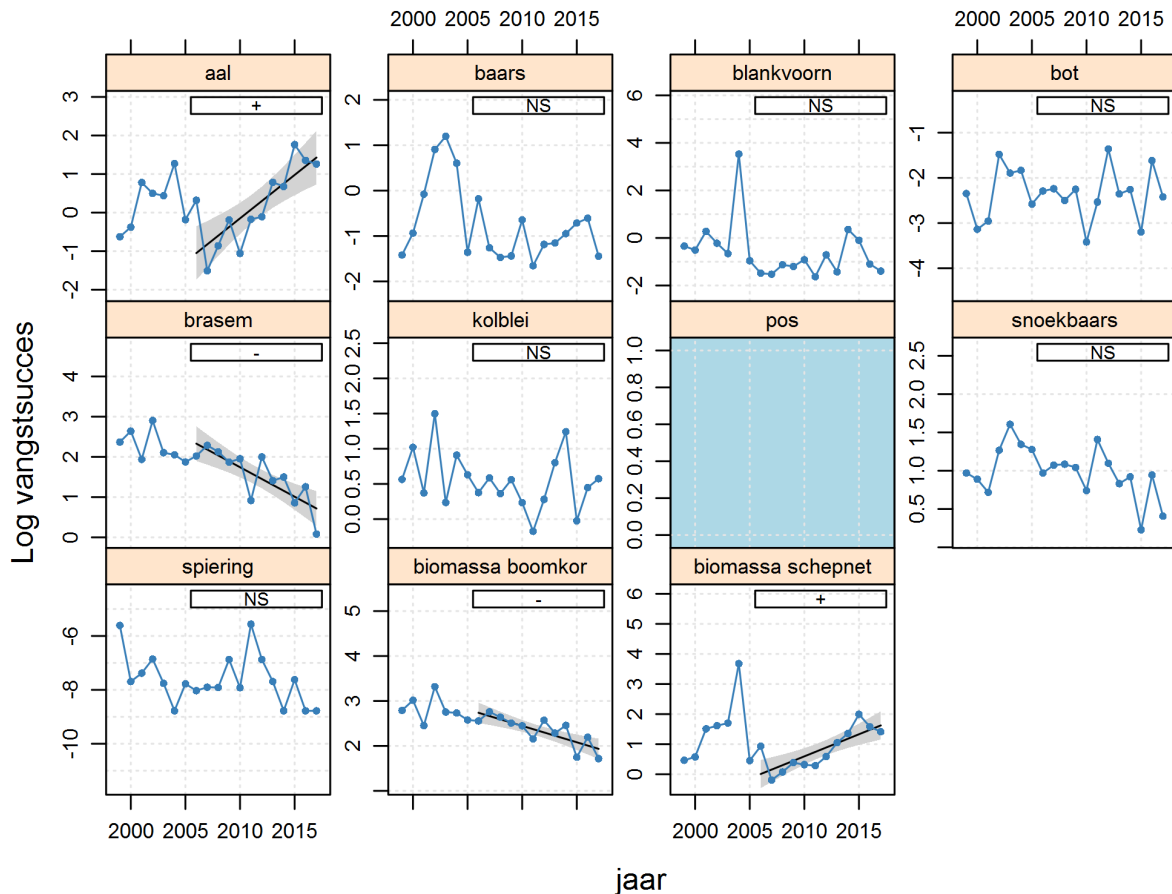 2000 2005 2010 2015
2000 2005 2010 2015
aal
baars
blankvoorn
bot
+
NS
NS
NS
3
2
1
0
-1
-2
2
1
0
-1
-2
6
4
2
0
-2
-1
-2
-3
-4
brasem
kolblei
pos
snoekbaars
-
NS
NS
4
3
2
1
0
2.5
2.0
1.5
1.0
0.5
0.0
1.0
0.8
0.6
0.4
0.2
0.0
2.5
2.0
1.5
1.0
0.5
spiering
biomassa boomkor
biomassa schepnet
NS
-
+
-6
-8
-10
5
4
3
2
6
5
4
3
2
1
0
2000 2005 2010 2015
2000 2005 2010 2015
Log vangstsucces
jaar